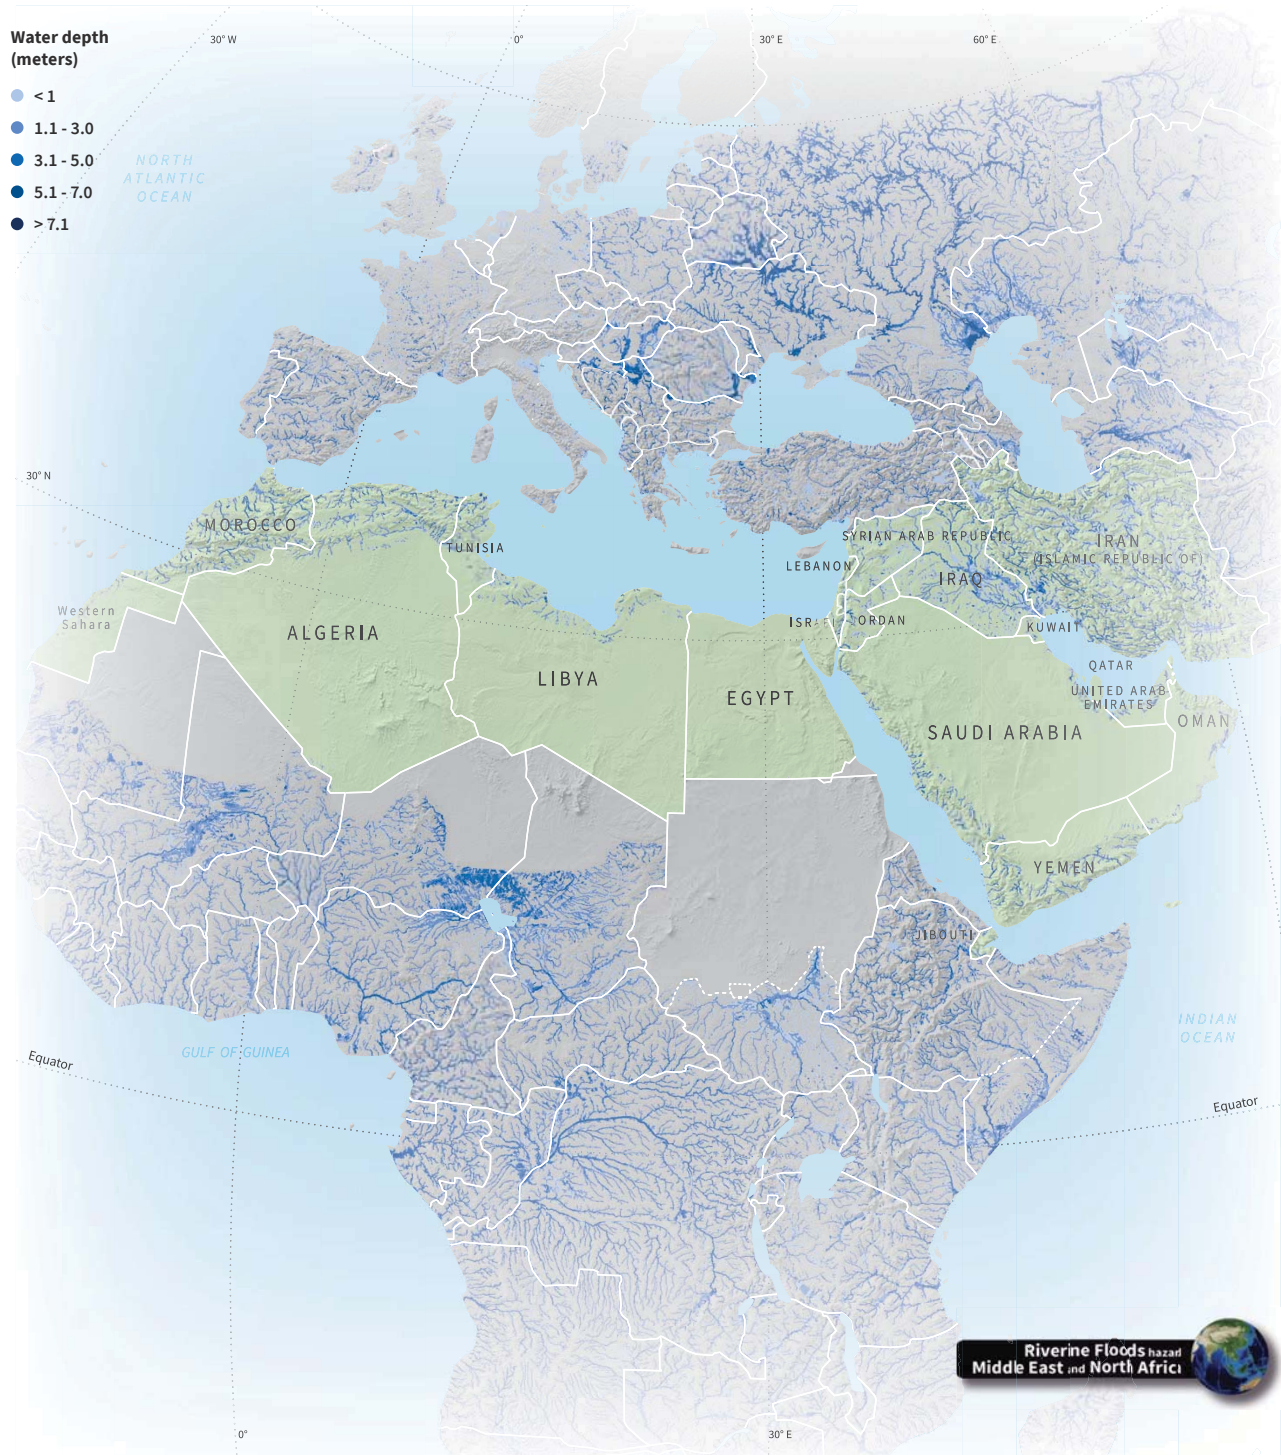 Water depth
(meters)
< 1
1.1 - 3.0
3.1 - 5.0
5.1 - 7.0
> 7.1
30° W
0°
30° E
60° E
NORTH
ATLANTIC
OCEAN
30° N
MOROCCO
TUNISIA
SYRIAN ARAB REPUBLIC
LEBANON
IRAN
(ISLAMIC REPUBLIC OF)
IRAQ
Western
Sahara
ALGERIA
ORDAN
KUWAIT
LIBYA
EGYPT
QATAR
UNITED ARAB
EMIRATES
SAUDI ARABIA
OMAN
YEMEN
DJIBOUTI
INDIAN
OCEAN
GULF OF GUINEA
Equator
Equator
Riverine Floods hazard
Middle East and North Africa
0°
30° E